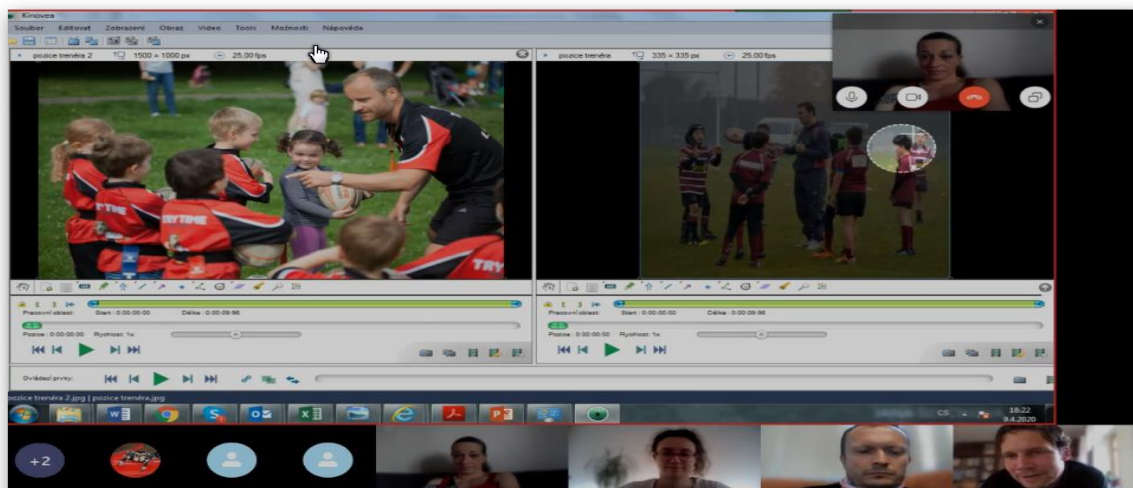 Kinovea
Soubor Editovat Zobrazení Obraz Video Tools Možnosti Nápověda
pozice trenéra 2 1500 × 1000 px 25.00 fps
pozice trenéra 335 × 335 px 25.00 fps
TRY TIME
TRY TIME
TRY
Pracovní oblast: Start : 0:00:00:00 Délka : 0:00:09:96
Pracovní oblast: Start : 0:00:00:00 Délka : 0:00:09:96
Pozice : 0:00:00:00 Rychlost: 1x
Pozice : 0:00:00:00 Rychlost: 1x
Ovládací prvky:
pozice trenéra 2.jpg | pozice trenéra.jpg
CS
18:22
9.4.2020
+2